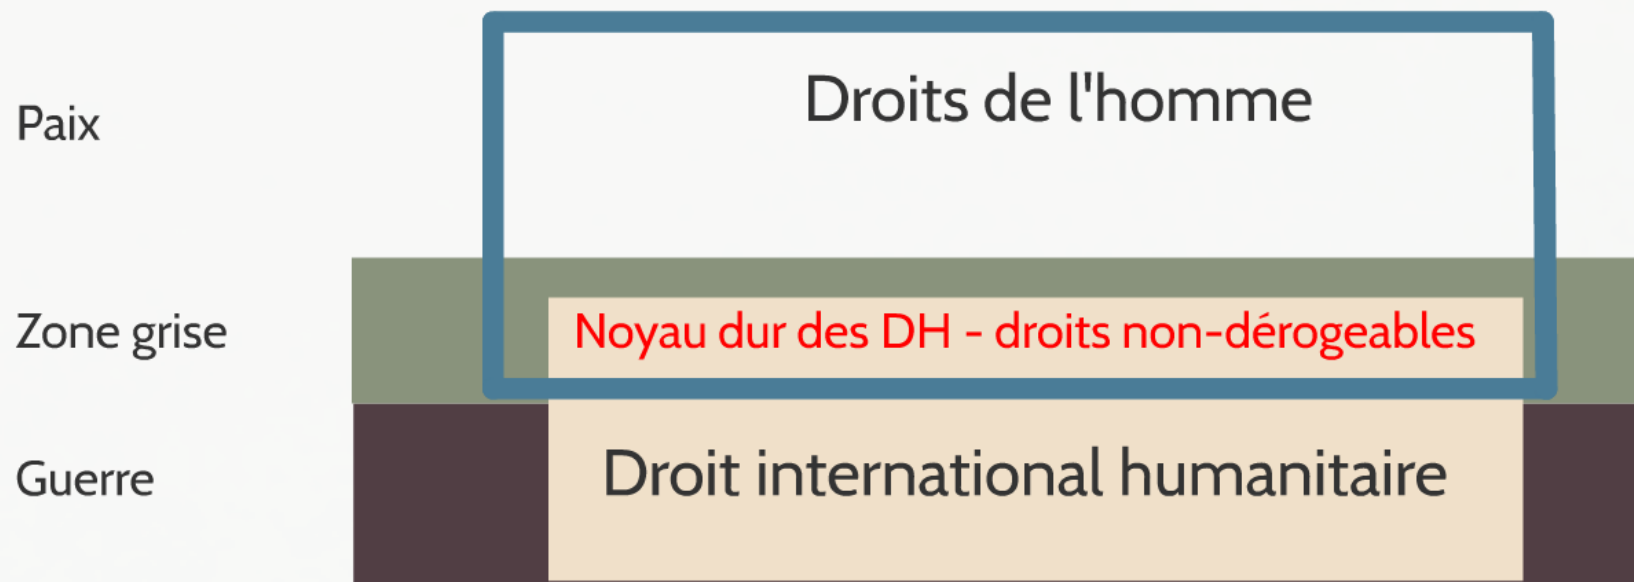 Droits de l'homme
Paix
Zone grise
Noyau dur des DH - droits non-dérogeables
Guerre
Droit international humanitaire